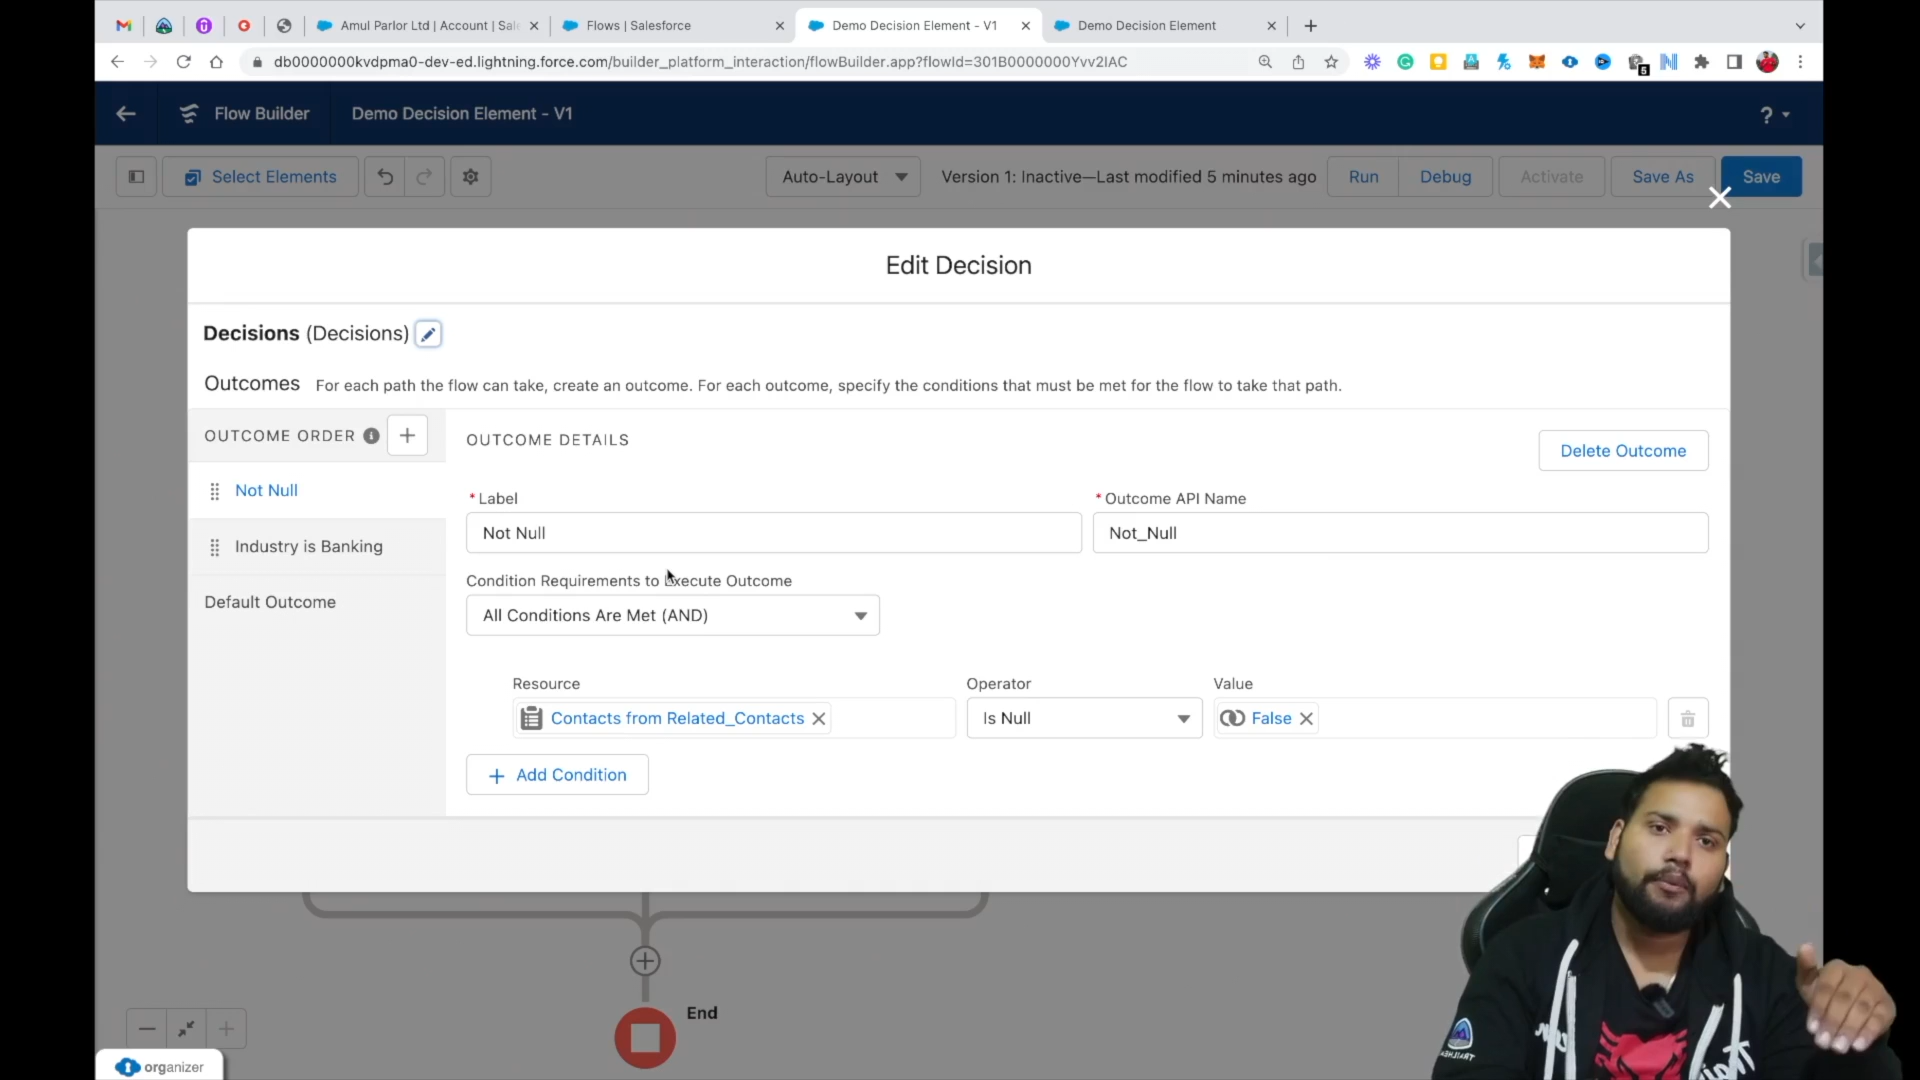 Amul Parlor Ltd | Account | Sal
Flows | Salesforce
Demo Decision Element - V1
Demo Decision Element
db0000000kvdpma0-dev-ed.lightning.force.com/builder_platform_interaction/flowBuilder.app?flowId=301B0000000Yvv2IAC
Flow Builder
Demo Decision Element - V1
?
Select Elements
Auto-Layout
Version 1: Inactive—Last modified 5 minutes ago
Run
Debug
Activate
Save As
Save
Edit Decision
Decisions (Decisions)
Outcomes For each path the flow can take, create an outcome. For each outcome, specify the conditions that must be met for the flow to take that path.
OUTCOME ORDER
OUTCOME DETAILS
Delete Outcome
Not Null
Industry is Banking
Default Outcome
* Label
* Outcome API Name
Not Null
Not_Null
Condition Requirements to Execute Outcome
All Conditions Are Met (AND)
Resource
Operator
Value
Contacts from Related_Contacts
Is Null
False
Add Condition
End
organizer